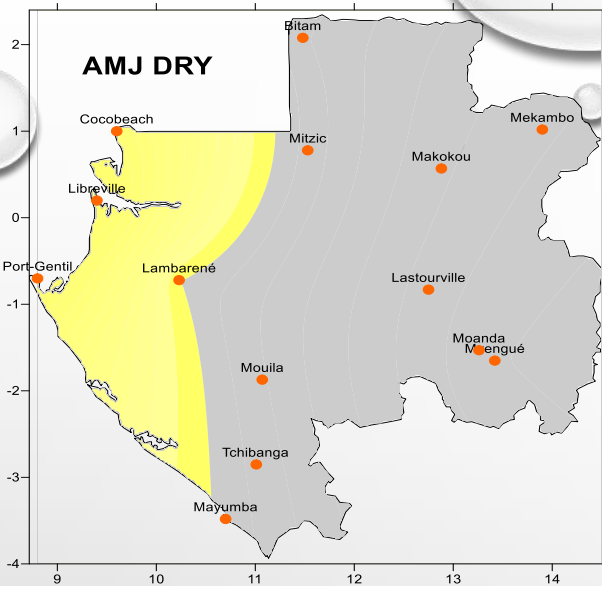 Bitam
2
AMJ DRY
Cocobeach
Mekambo
1
Mitzic
Makokou
Libreville
0
Port-Gentil
Lambarené
Lastourville
-1
Moanda
Mouila
-2
Tchibanga
-3
Mayumba
-4
9 10 11 12 13 14